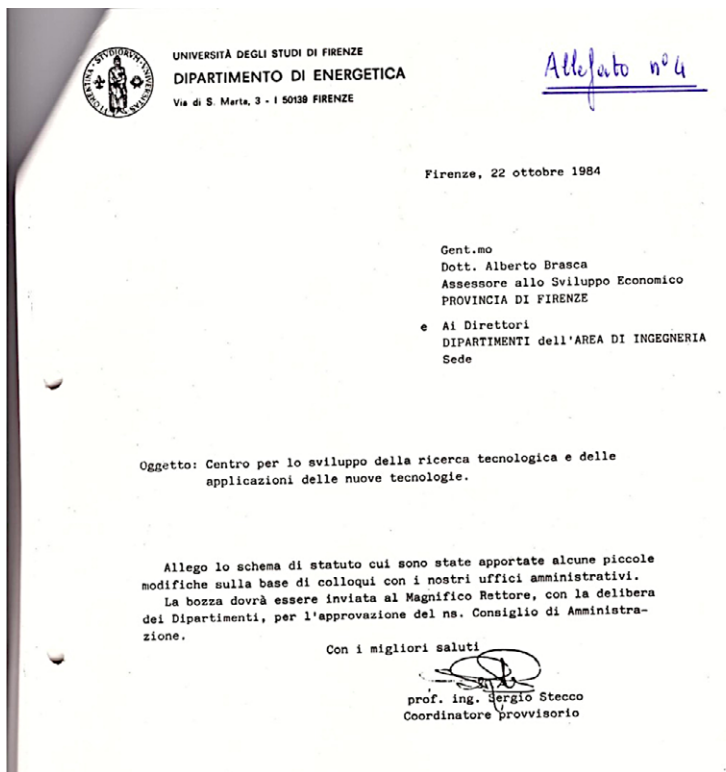 UNIVERSITÀ DEGLI STUDI DI FIRENZE
DIPARTIMENTO DI ENERGETICA
Via di S. Marta, 3 - I 50139 FIRENZE
Allegato nº 4
Firenze, 22 ottobre 1984
Gent.mo
Dott. Alberto Brasca
Assessore allo Sviluppo Economico
PROVINCIA DI FIRENZE
e Ai Direttori
DIPARTIMENTI dell'AREA DI INGEGNERIA
Sede
Oggetto: Centro per lo sviluppo della ricerca tecnologica e delle
applicazioni delle nuove tecnologie.
Allego lo schema di statuto cui sono state apportate alcune piccole
modifiche sulla base di colloqui con i nostri uffici amministrativi.
La bozza dovrà essere inviata al Magnifico Rettore, con la delibera
dei Dipartimenti, per l'approvazione del ns. Consiglio di Amministra-
zione.
Con i migliori saluti
prof. ing. Sergio Stecco
Coordinatore provvisorio